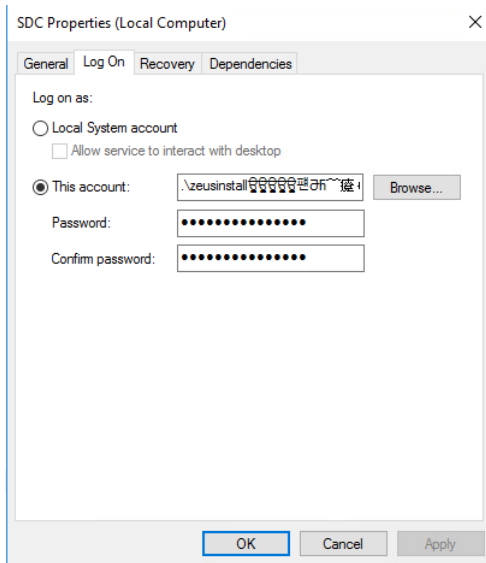 SDC Properties (Local Computer)
General Log On Recovery Dependencies
Log on as:
Local System account
Allow service to interact with desktop
This account:
.\zeusinstall
Browse...
Password:
●●●●●●●●●●●●●●●
Confirm password:
●●●●●●●●●●●●●●●
OK
Cancel
Apply